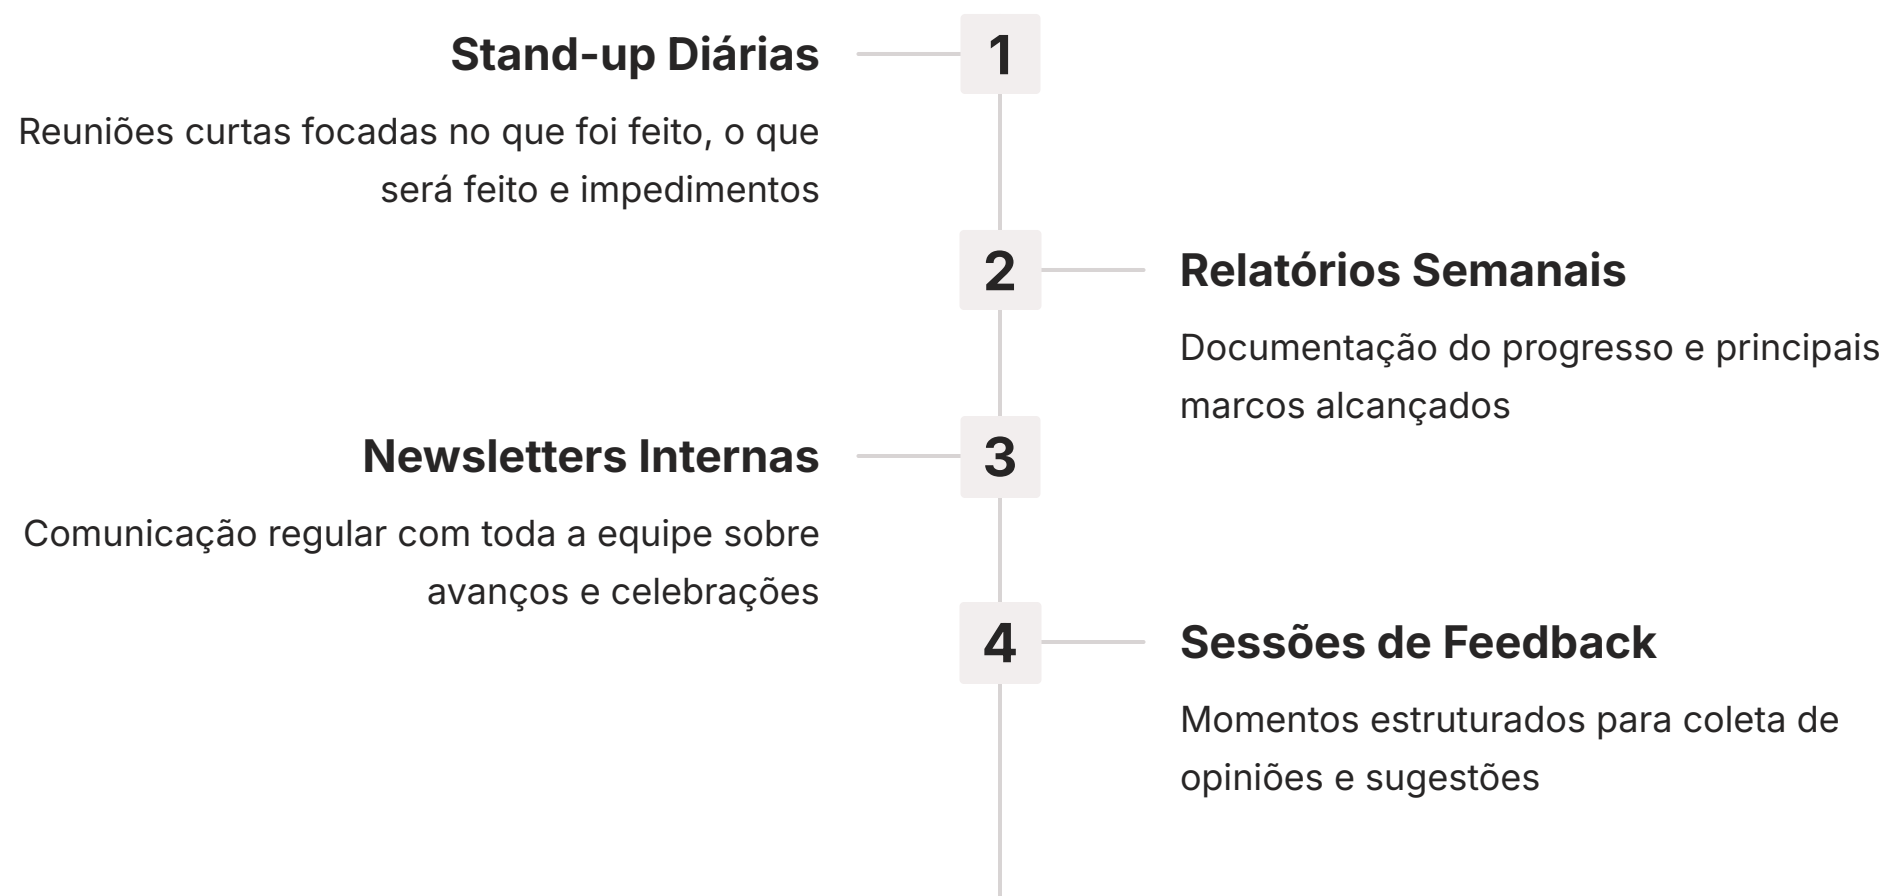 1
Stand-up Diárias
Reuniões curtas focadas no que foi feito, o que
será feito e impedimentos
2
Relatórios Semanais
Documentação do progresso e principais
marcos alcançados
3
Newsletters Internas
Comunicação regular com toda a equipe sobre
avanços e celebrações
4
Sessões de Feedback
Momentos estruturados para coleta de
opiniões e sugestões